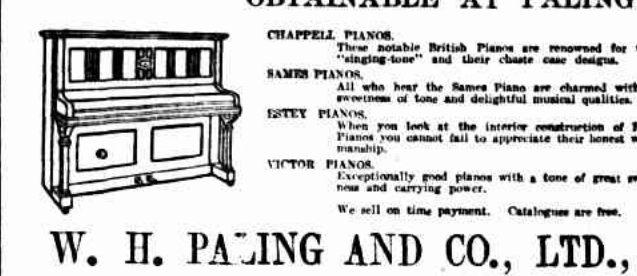 OBTAINABLE AT PALING
CHAPPELL PIANOS.
These notable British Pianos are renowned for
"singing-tone" and their chaste case designs.
SAMES PIANOS.
All who hear the Sames Piano are charmed with
sweetness of tone and delightful musical qualities.
ESTEY PIANOS.
When you look at the interior construction of
Pianos you cannot fail to appreciate their honest
manship.
VICTOR PIANOS.
Exceptionally good pianos with a tone of great
ness and carrying power.
We sell on time payment. Catalogues are free.
W. H. PALING AND CO., LTD.,